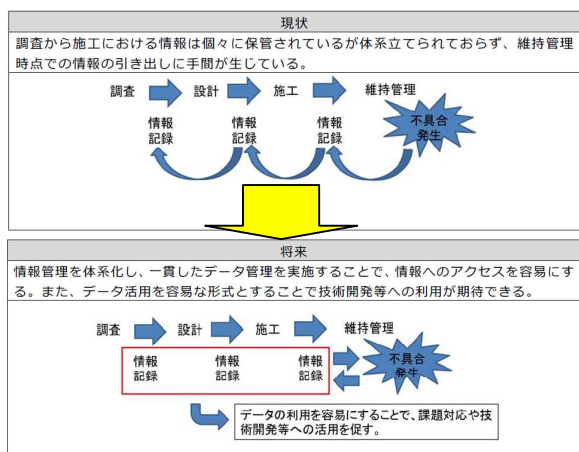 現状
調査から施工における情報は個々に保管されているが体系立てられておらず、維持管理
時点での情報の引き出しに手間が生じている。
調査 設計 施工 維持管理
情報 情報 情報 不具合
記録 記録 記録 発生
将来
情報管理を体系化し、一貫したデータ管理を実施することで、情報へのアクセスを容易にす
る。また、データ活用を容易な形式とすることで技術開発等への利用が期待できる。
調査 設計 施工 維持管理
情報 情報 情報 不具合
記録 記録 記録 発生
データの利用を容易にすることで、課題対応や技
術開発等への活用を促す。